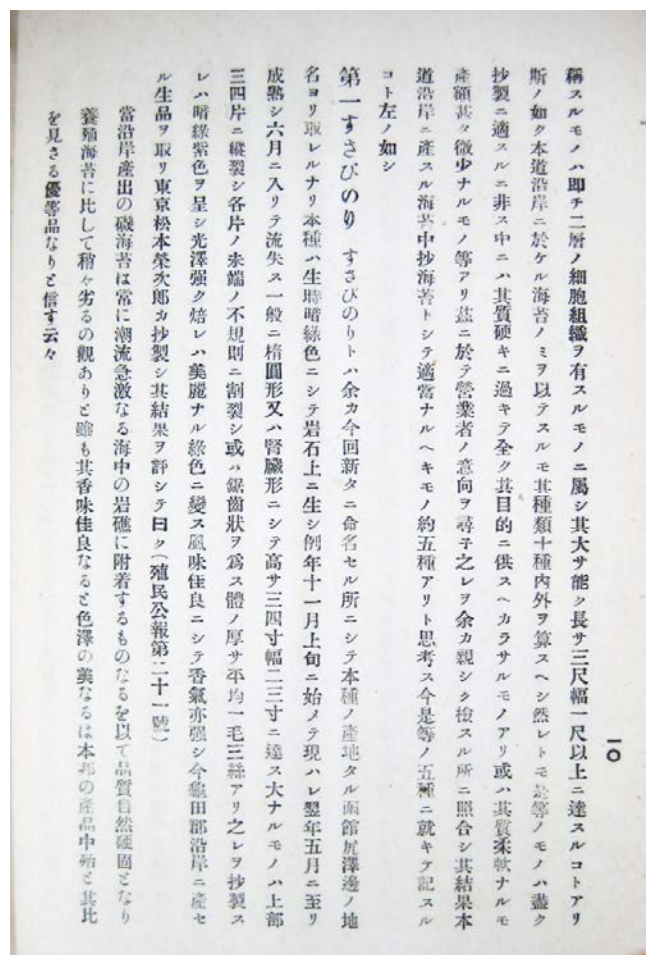 稱スルモノハ即チ二層ノ細胞組織ヲ有スルモノニ屬シ其大サ能ク長サ三尺幅一尺以上ニ達スルコトアリ
斯ノ如ク本道沿岸ニ於ケル海苔ノミヲ以テスルモ其種類十種內外ヲ算スヘシ然レトモ是等ノモノハ盡ク
抄製ニ適スルニ非ス中ニハ其質硬キニ過キテ全ク其目的ニ供スヘカラサルモノアリ或ハ其質柔軟ナルモ
產額甚タ微少ナルモノ等アリ茲ニ於テ營業者ノ意向ヲ尋子之レヲ余カ親シク檢スル所ニ照合シ其結果本
道沿岸ニ產スル海苔中抄海苔トシテ適當ナルヘキモノ約五種アリト思考ス今是等ノ五種ニ就キテ記スル
コト左ノ如シ
第一すさびのり すさびのりトハ余カ今回新タニ命名セル所ニシテ本種ノ產地タル函館尻澤邊ノ地
名ヨリ取レルナリ本種ハ生時暗綠色ニシテ岩石上ニ生シ例年十一月上旬ニ始メテ現ハレ翌年五月ニ至リ
成熟シ六月ニ入リテ流失ス一般ニ楕圓形又ハ腎臟形ニシテ高サ三四寸幅二三寸ニ達ス大ナルモノハ上部
三四片ニ縱裂シ各片ノ末端ノ不規則ニ割裂シ或ハ鋸齒狀ヲ爲ス體ノ厚サ平均一毛三絲アリ之レヲ抄製ス
レハ暗綠紫色ヲ呈シ光澤强ク焙レハ美麗ナル綠色ニ變ス風味佳良ニシテ香氣亦强シ今龜田郡沿岸ニ產セ
ル生品ヲ取リ東京松本榮次郎カ抄製シ其結果ヲ評シテ曰ク(殖民公報第二十一號)
當沿岸產出の磯海苔は常に潮流急激なる海中の岩礁に附着するものなるを以て品質自然硬固となり
養殖海苔に比して稍々劣るの觀ありと雖も其香味佳良なると色澤の美なるは本邦の產品中殆と其比
を見さる優等品なりと信す云々
一〇